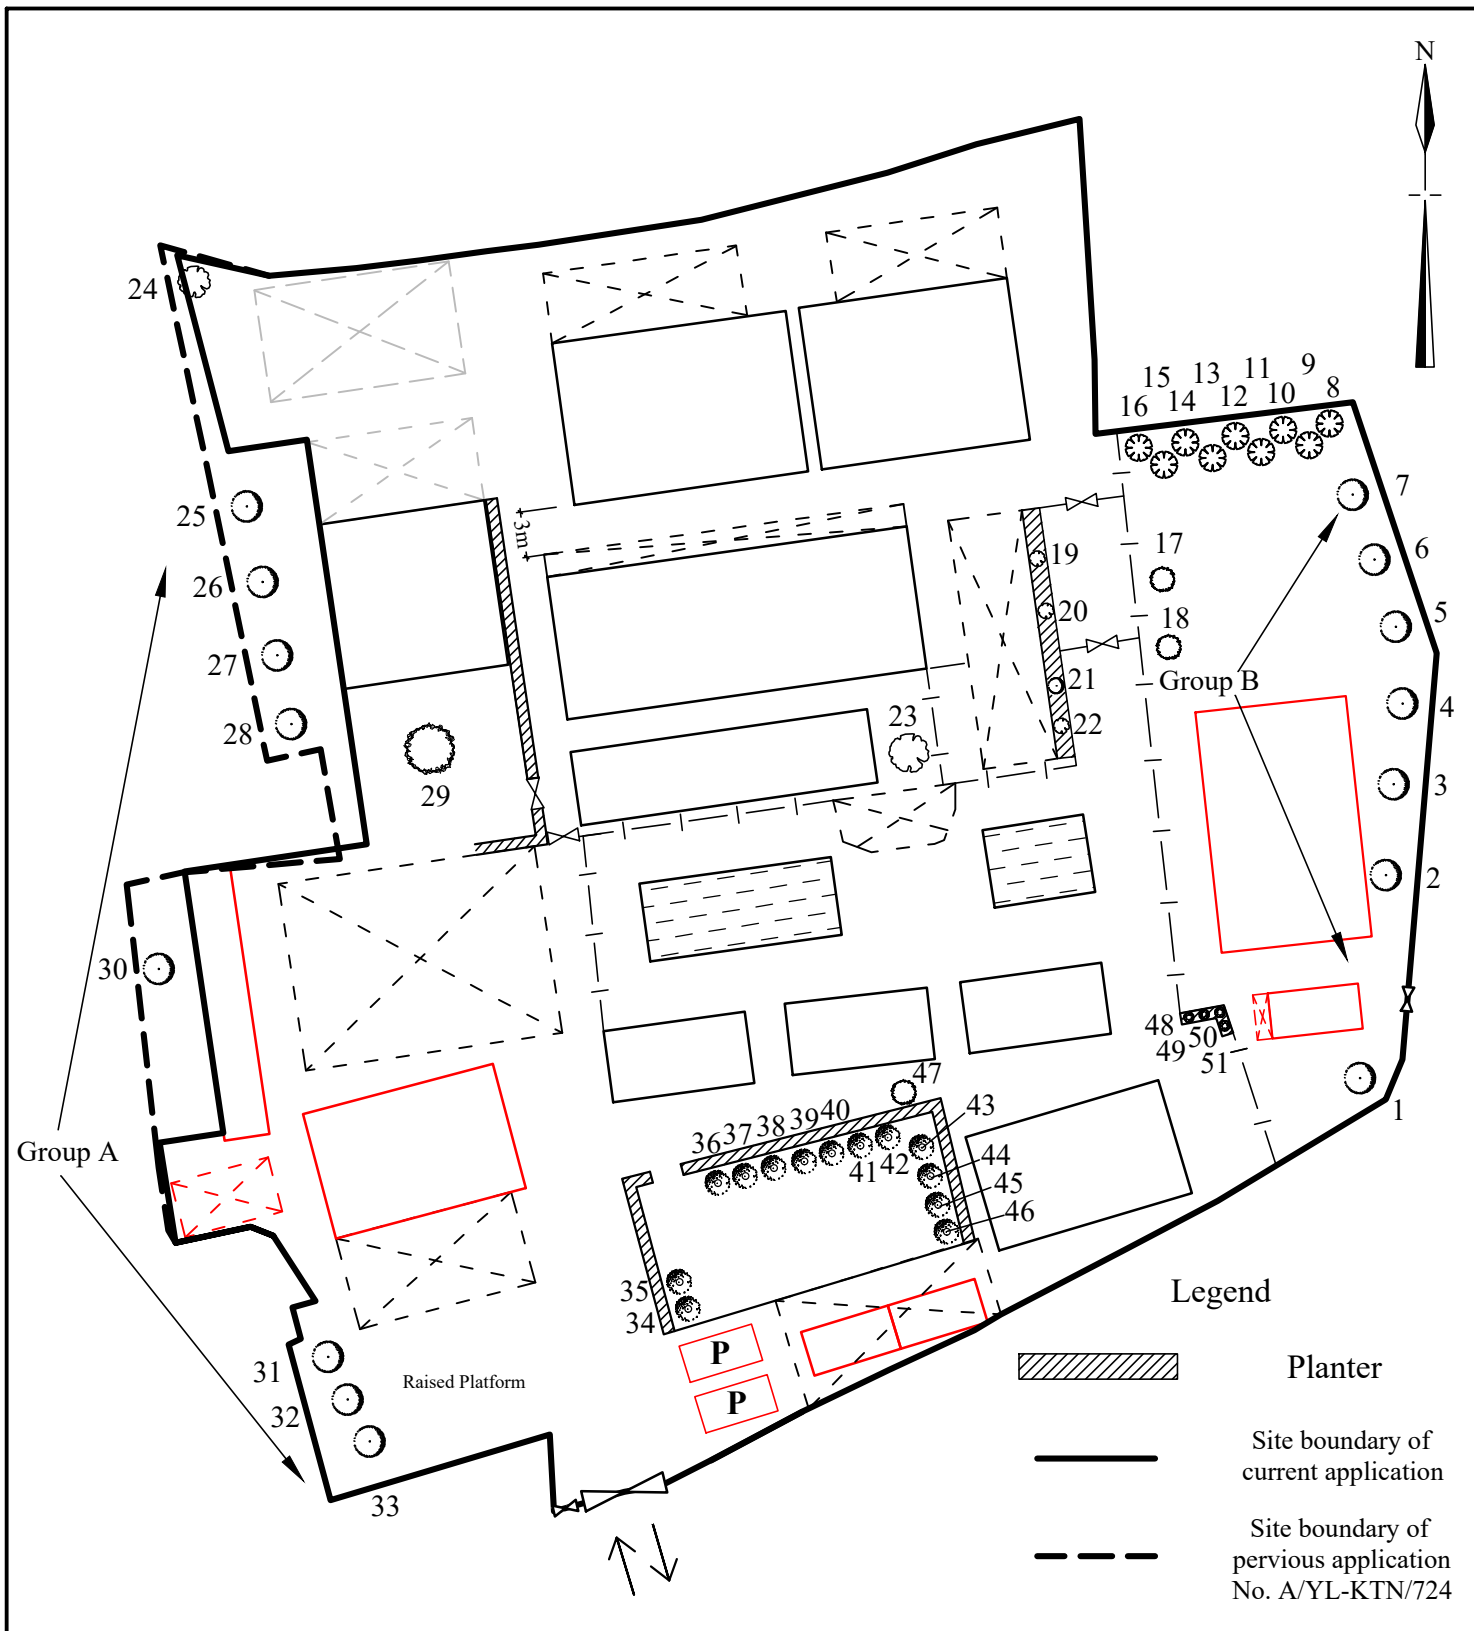 N
24
15 13 11 9
16 14 12 10 8
7
25
3m
6
19
17
26
20
5
18
27
21
Group B
4
28
23
22
29
3
2
30
48 50
49 51
47
1
Group A
36 37 38 39 40
43
41 42
44
45
46
35
34
Legend
P
31
Raised Platform
Planter
P
32
33
Site boundary of
current application
Site boundary of
pervious application
No. A/YL-KTN/724